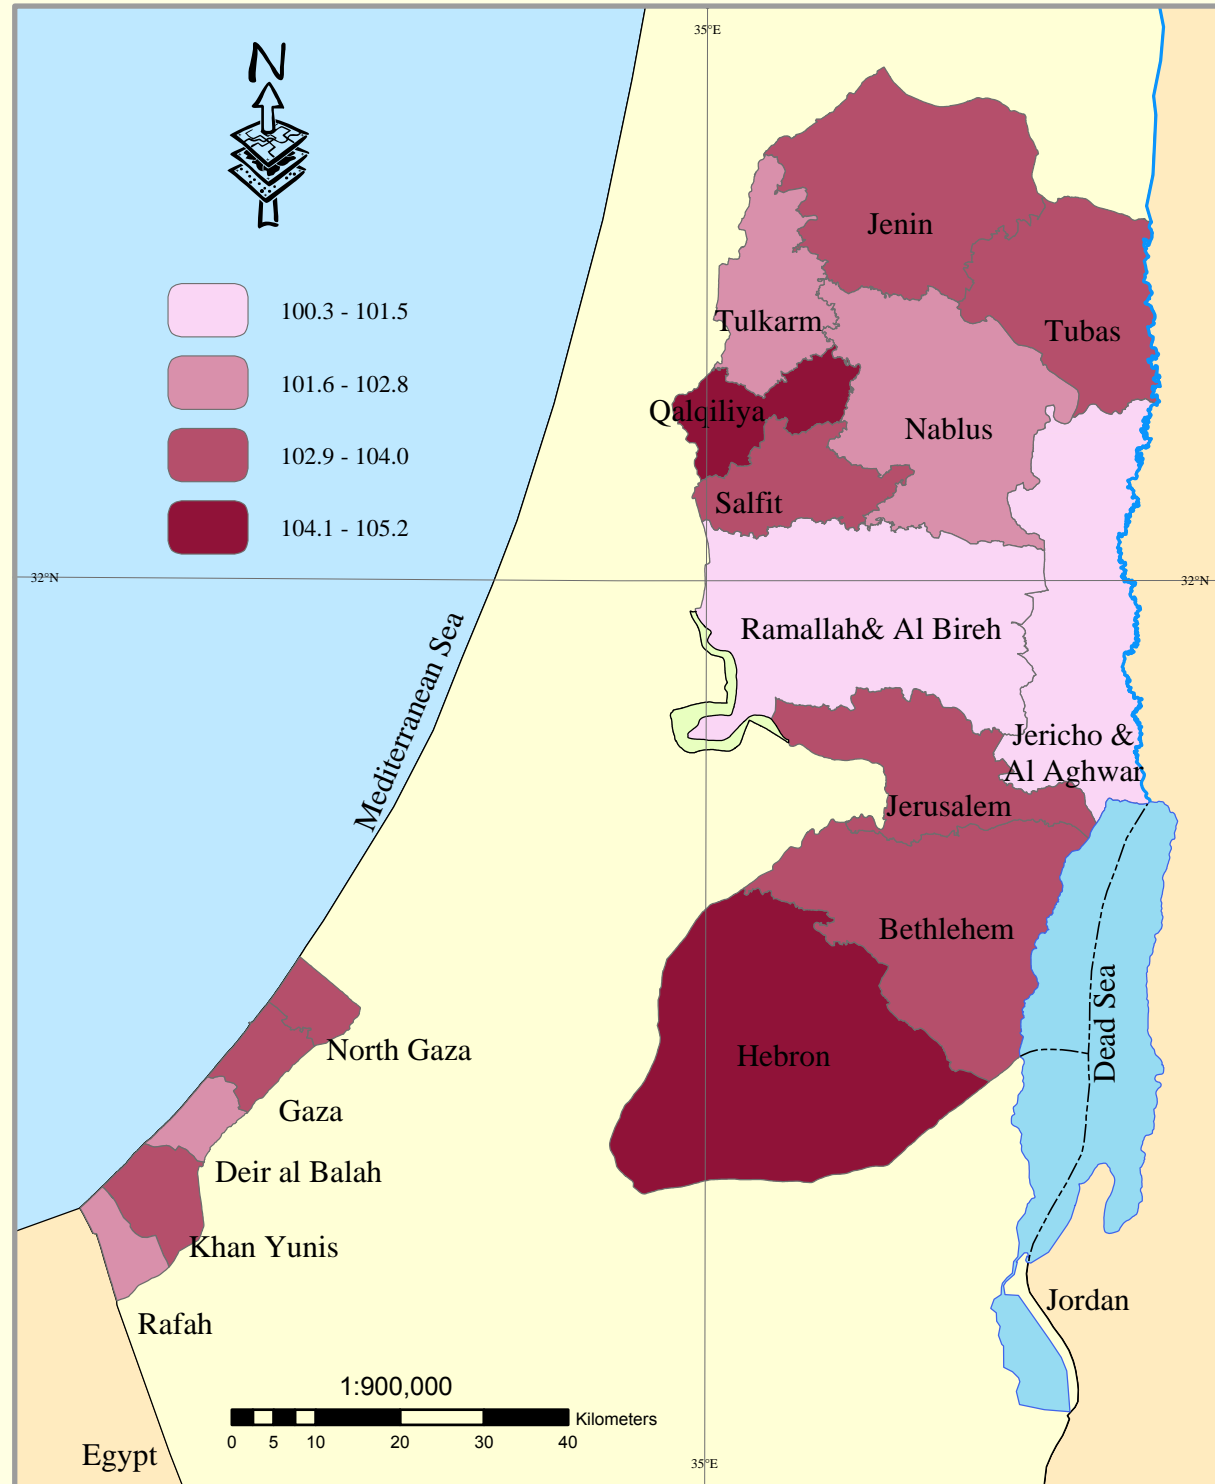 35°E
N
Jenin
100.3 - 101.5
Tulkarm
Tubas
101.6 - 102.8
Qalqiliya
Nablus
102.9 - 104.0
Salfit
104.1 - 105.2
32°N
32°N
Ramallah& Al Bireh
Mediterranean Sea
Jericho &
Al Aghwar
Jerusalem
Bethlehem
Dead Sea
North Gaza
Hebron
Gaza
Deir al Balah
Khan Yunis
Jordan
Rafah
1:900,000
Kilometers
0 5 10 20 30 40
Egypt
35°E